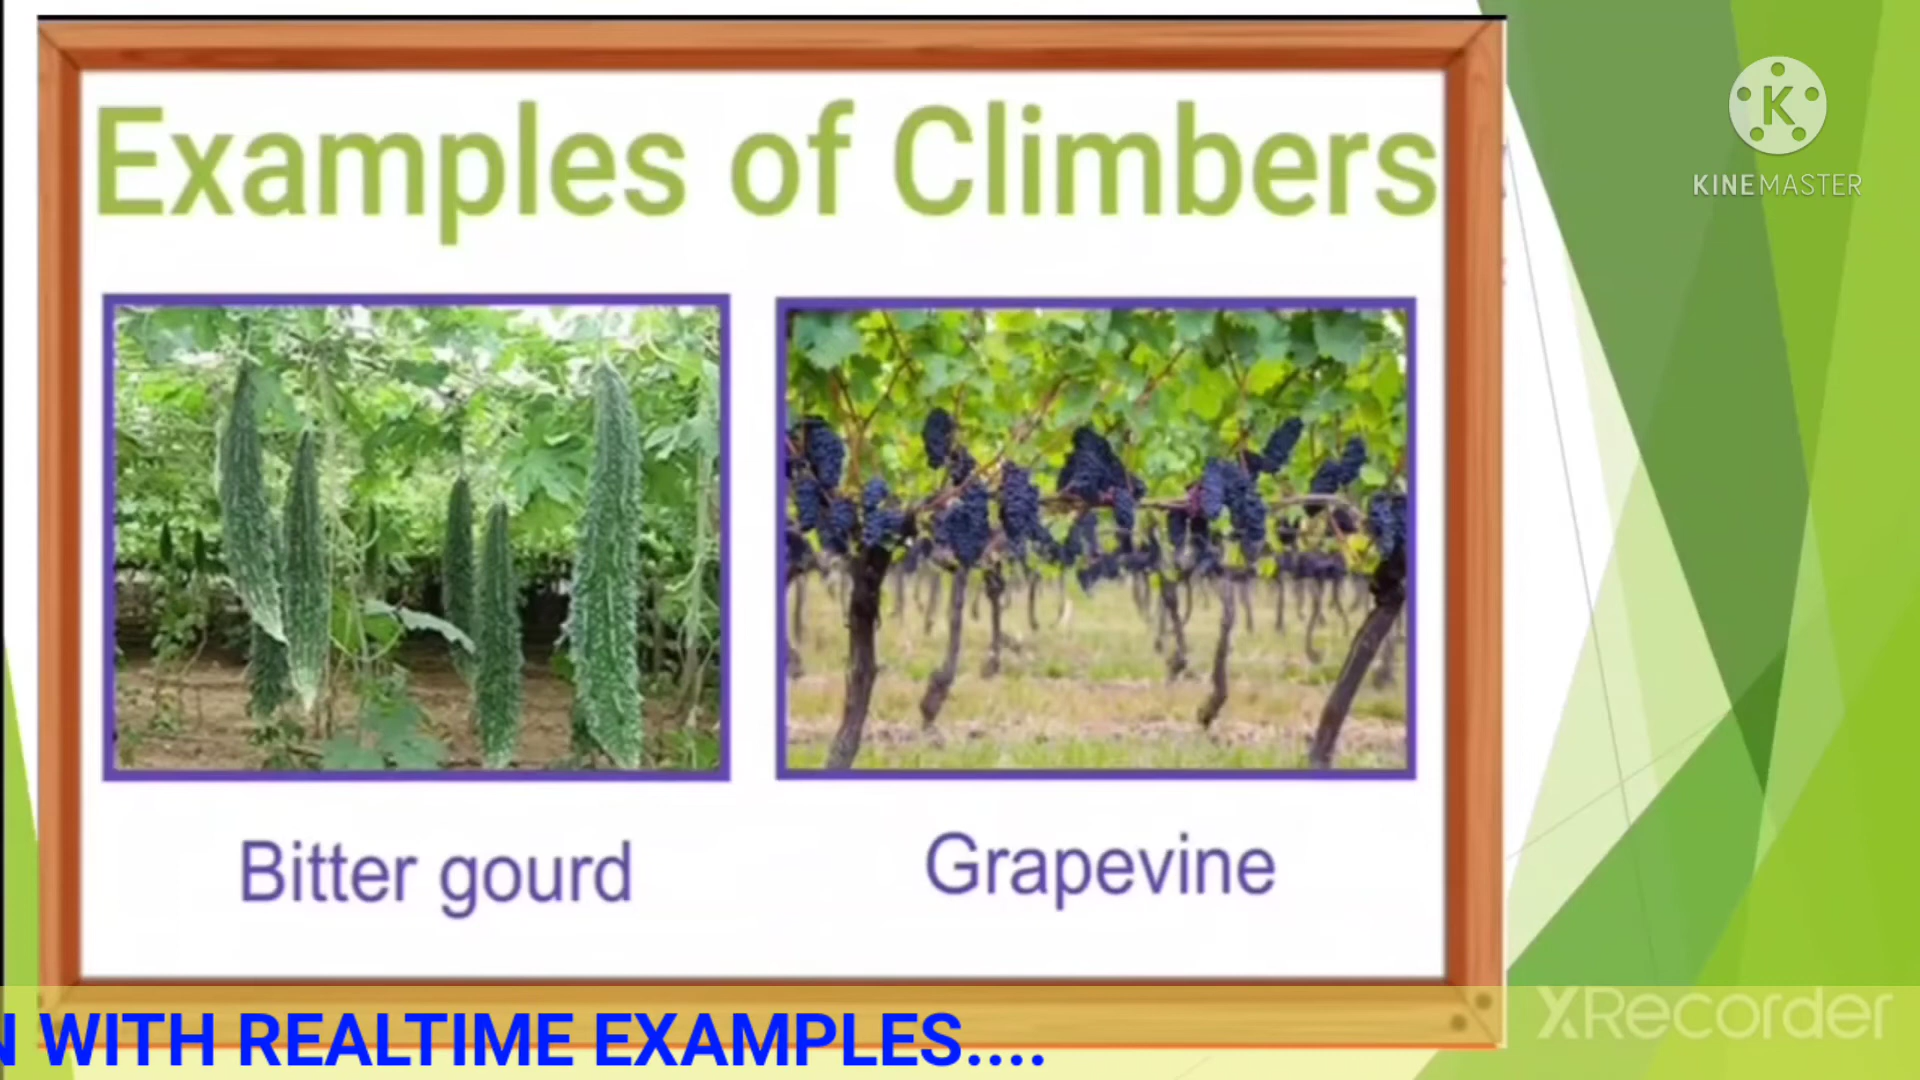 Examples of Climbers
K
KINEMASTER
Bitter gourd
Grapevine
WITH REALTIME EXAMPLES....
XRecorder